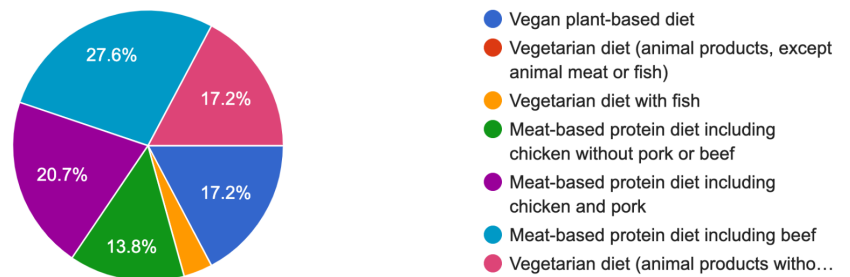 27.6%
17.2%
20.7%
17.2%
13.8%
Vegan plant-based diet
Vegetarian diet (animal products, except
animal meat or fish)
Vegetarian diet with fish
Meat-based protein diet including
chicken without pork or beef
Meat-based protein diet including
chicken and pork
Meat-based protein diet including beef
Vegetarian diet (animal products witho…